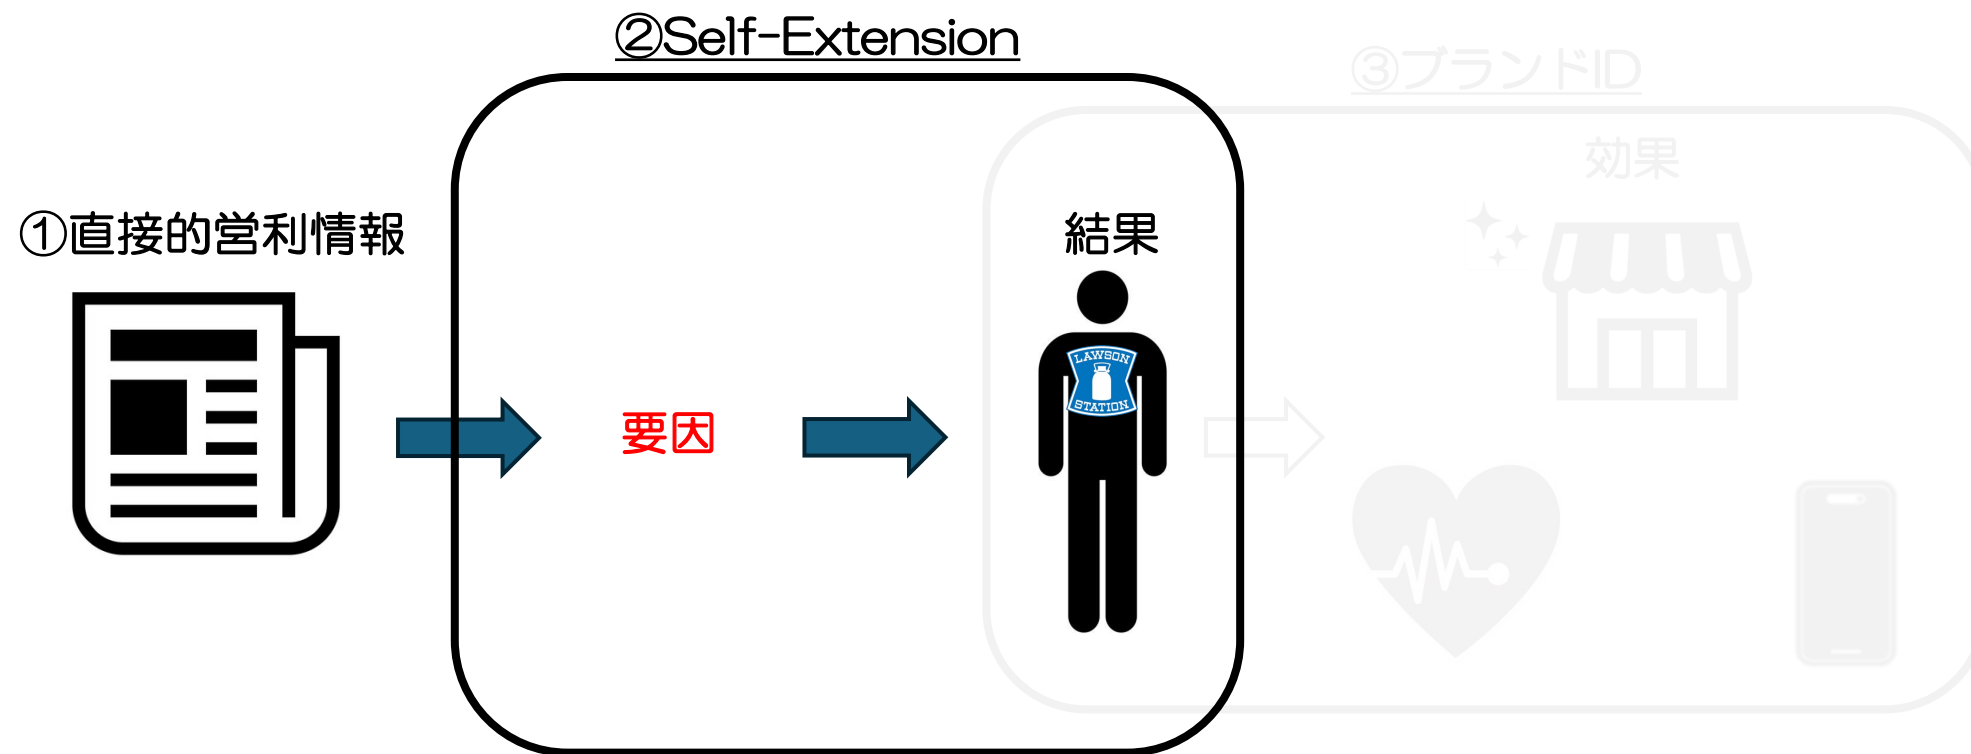 ②Self-Extension
③ブランドID
効果
①直接的営利情報
結果
LAWSON
STATION
要因